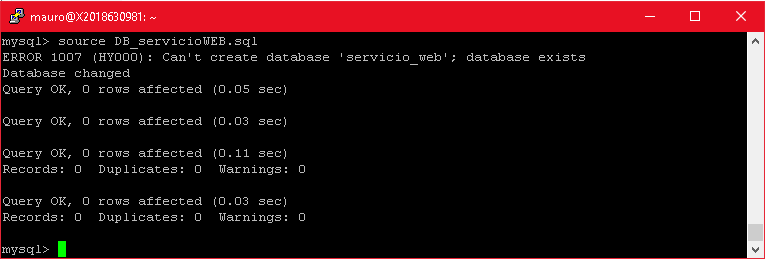 mauro@X2018630981: ~
mysql> source DB_servicioWEB.sql
ERROR 1007 (HY000): Can't create database 'servicio_web'; database exists
Database changed
Query OK, 0 rows affected (0.05 sec)
Query OK, 0 rows affected (0.03 sec)
Query OK, 0 rows affected (0.11 sec)
Records: 0  Duplicates: 0  Warnings: 0
Query OK, 0 rows affected (0.03 sec)
Records: 0  Duplicates: 0  Warnings: 0
mysql>